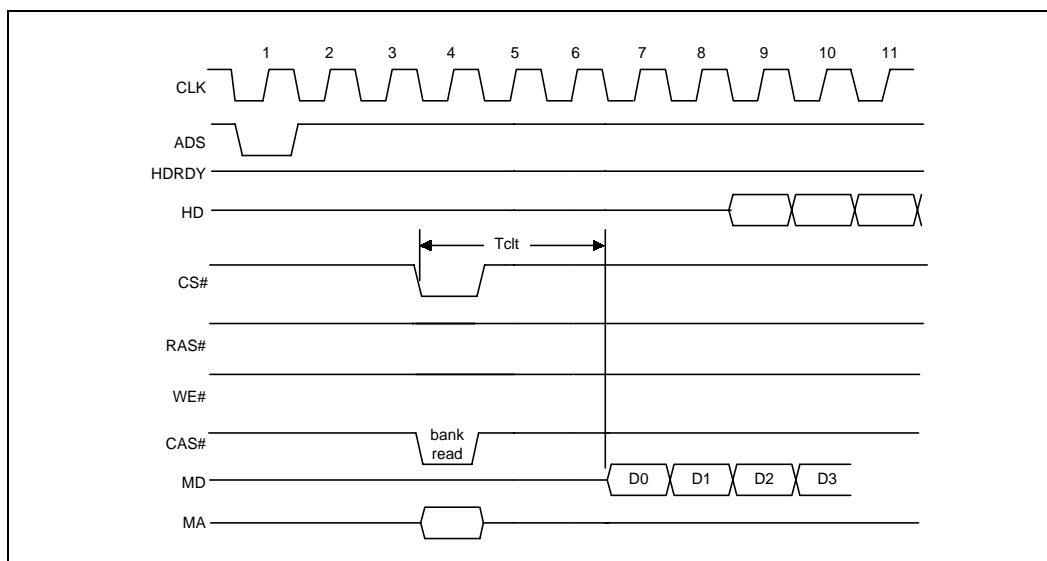 1 2 3 4 5 6 7 8 9 10 11
CLK
ADS
HDRDY
HD
Tclt
CS#
RAS#
WE#
CAS#
bank
read
MD
D0 D1 D2 D3
MA